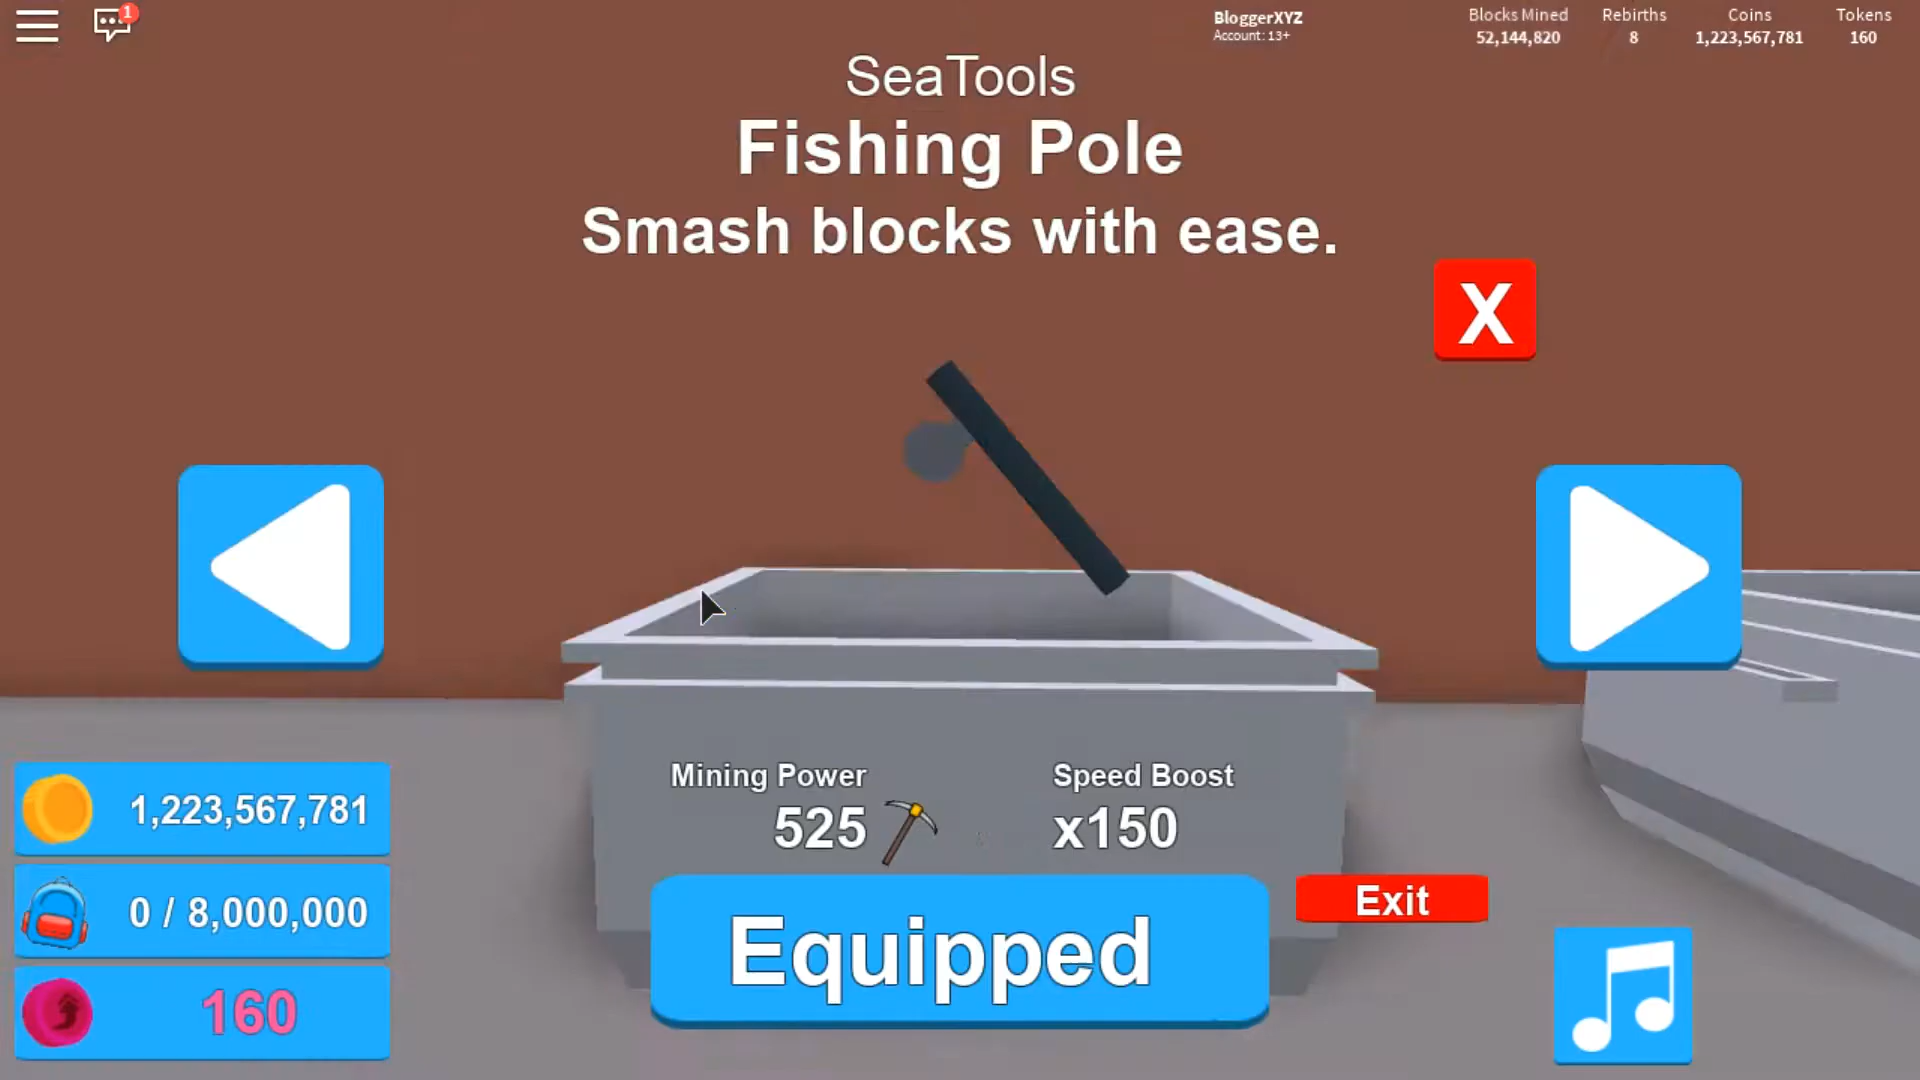 1
BloggerXYZ
Account: 13+
Blocks Mined
52,144,820
Rebirths
8
Coins
1,223,567,781
Tokens
160
SeaTools
Fishing Pole
Smash blocks with ease.
X
1,223,567,781
0 / 8,000,000
160
Mining Power
525
Speed Boost
x150
Equipped
Exit